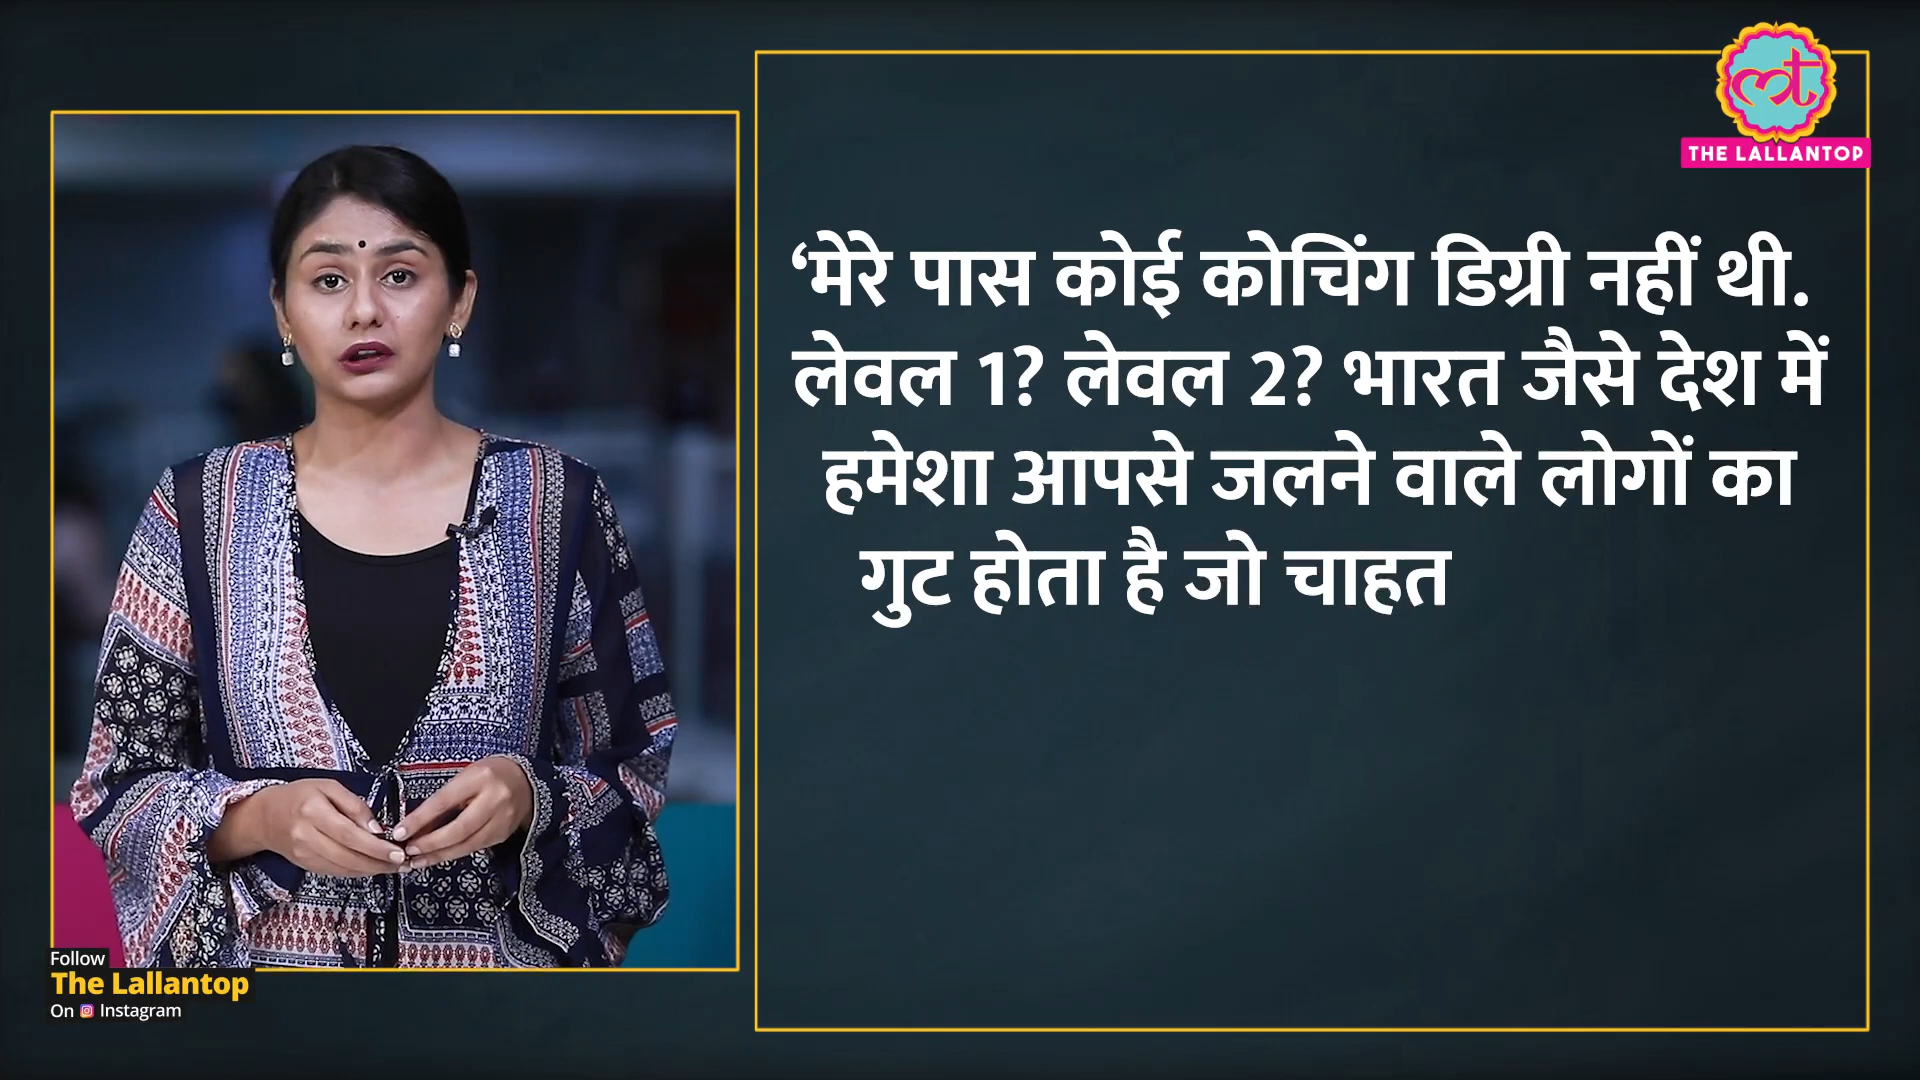 THE LALLANTOP
‘मेरे पास कोई कोचिंग डिग्री नहीं थी.
लेवल 1? लेवल 2? भारत जैसे देश में
हमेशा आपसे जलने वाले लोगों का
गुट होता है जो चाहत
Follow
The Lallantop
On Instagram